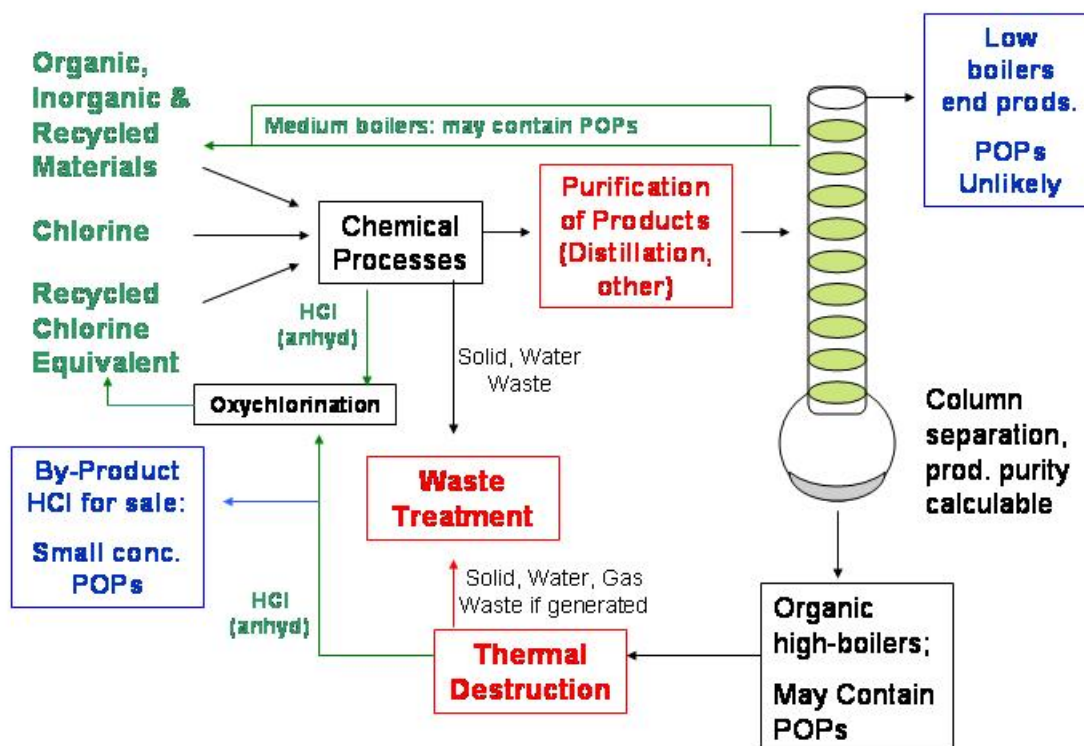 Organic,
Inorganic &
Recycled
Materials
Chlorine
Recycled
Chlorine
Equivalent
Medium boilers: may contain POPs
Chemical
Processes
Purification
of Products
(Distillation,
other)
Low
boilers
end prods.
POPs
Unlikely
HCl
(anhyd)
Solid, Water
Waste
Oxychlorination
Column
separation,
prod. purity
calculable
By-Product
HCl for sale:
Small conc.
POPs
Waste
Treatment
HCl
(anhyd)
Solid, Water, Gas
Waste if generated
Thermal
Destruction
Organic
high-boilers;
May Contain
POPs